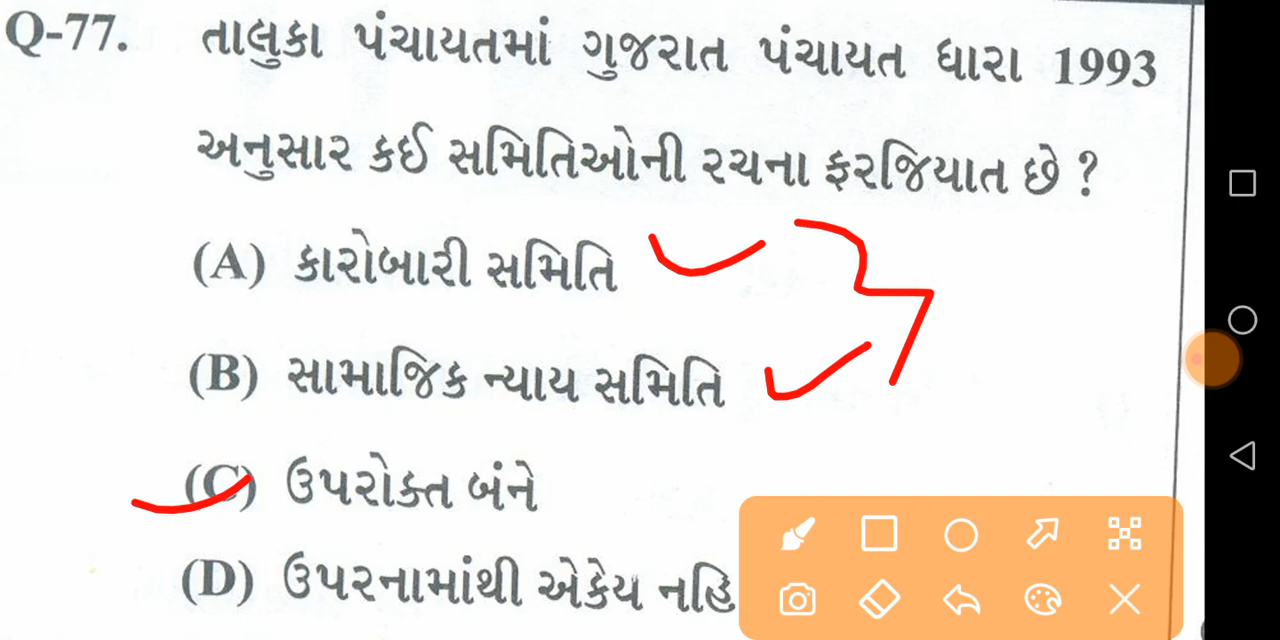 Q-77. તાલુકા પંચાયતમાં ગુજરાત પંચાયત ધારા 1993
અનુસાર કઈ સમિતિઓની રચના ફરજિયાત છે ?
(A) કારોબારી સમિતિ
(B) સામાજિક ન્યાય સમિતિ
(C) ઉપરોક્ત બંને
(D) ઉપરનામાંથી એકેય નહિ